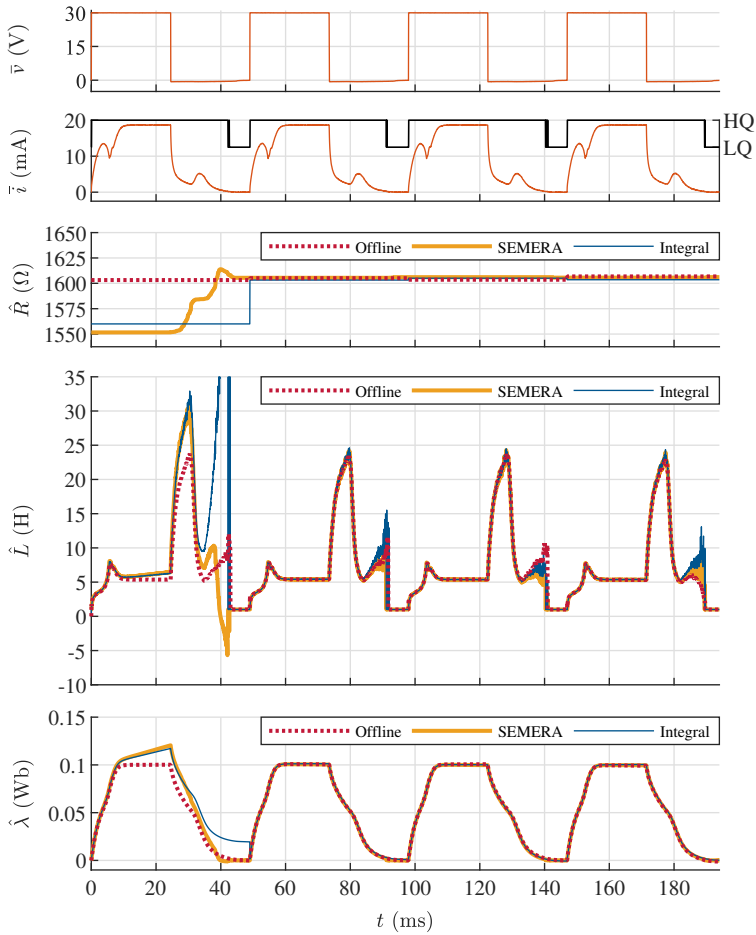 30
15
0
v̄ (V)
20
10
0
ī (mA)
HQ
LQ
1650
1625
1600
1575
1550
R̂ (Ω)
Offline SEMERA Integral
35
30
25
20
15
10
5
0
-5
-10
L̂ (H)
Offline SEMERA Integral
0.15
0.1
0.05
0
λ̂ (Wb)
Offline SEMERA Integral
0 20 40 60 80 100 120 140 160 180
t (ms)